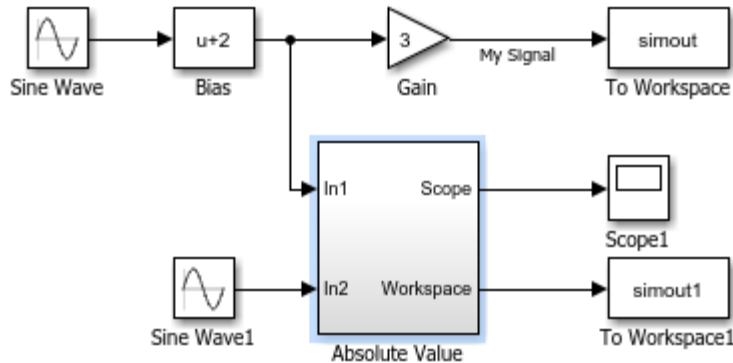 u+2
3
simout
My Signal
Sine Wave
Bias
Gain
To Workspace
In1
Scope
Scope1
In2
Workspace
simout1
Sine Wave1
To Workspace1
Absolute Value